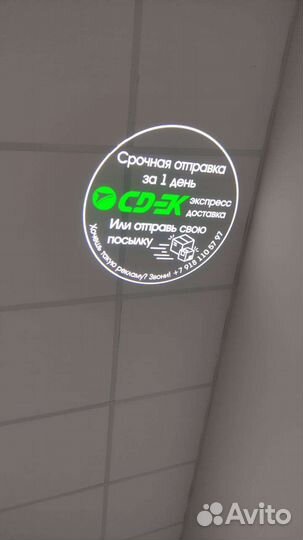 Срочная отправка
за 1 день
CDEK экспресс
доставка
Или отправь свою
посылку
Хочешь такую рекламу? Звони! +7 918 110 57 97
Avito